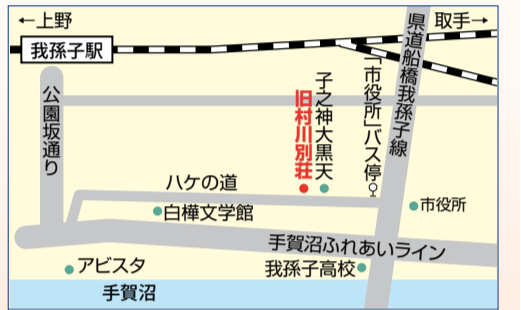 ←上野
取手→
我孫子駅
県道船橋我孫子線
公園坂通り
「市役所」バス停
子之神大黒天
旧村川別荘
ハケの道
白樺文学館
市役所
手賀沼ふれあいライン
アビスタ
我孫子高校
手賀沼